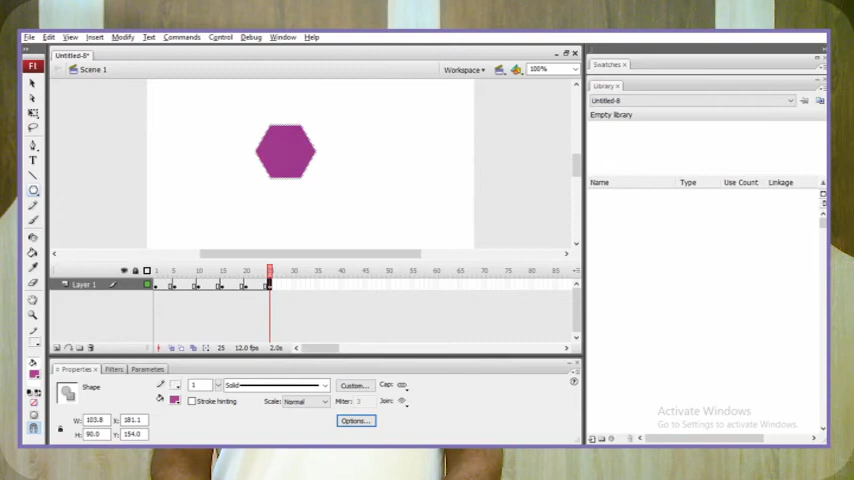 File Edit View Insert Modify Text Commands Control Debug Window Help
Untitled-8*
Scene 1 Workspace 100%
Ft
T
Swatches ×
Library ×
Untitled-8
Empty library
Name Type Use Count Linkage
1 5 10 15 20 25 30 35 40 45 50 55 60 65 70 75 80 85
Layer 1
25 12.0 fps 2.0s
Properties × Filters Parameters
Shape 1 Solid Custom... Cap:
Stroke hinting Scale: Normal Miter: 3 Join:
W: 103.8 X: 181.1 Options...
H: 90.0 Y: 154.0
Activate Windows
Go to Settings to activate Windows.